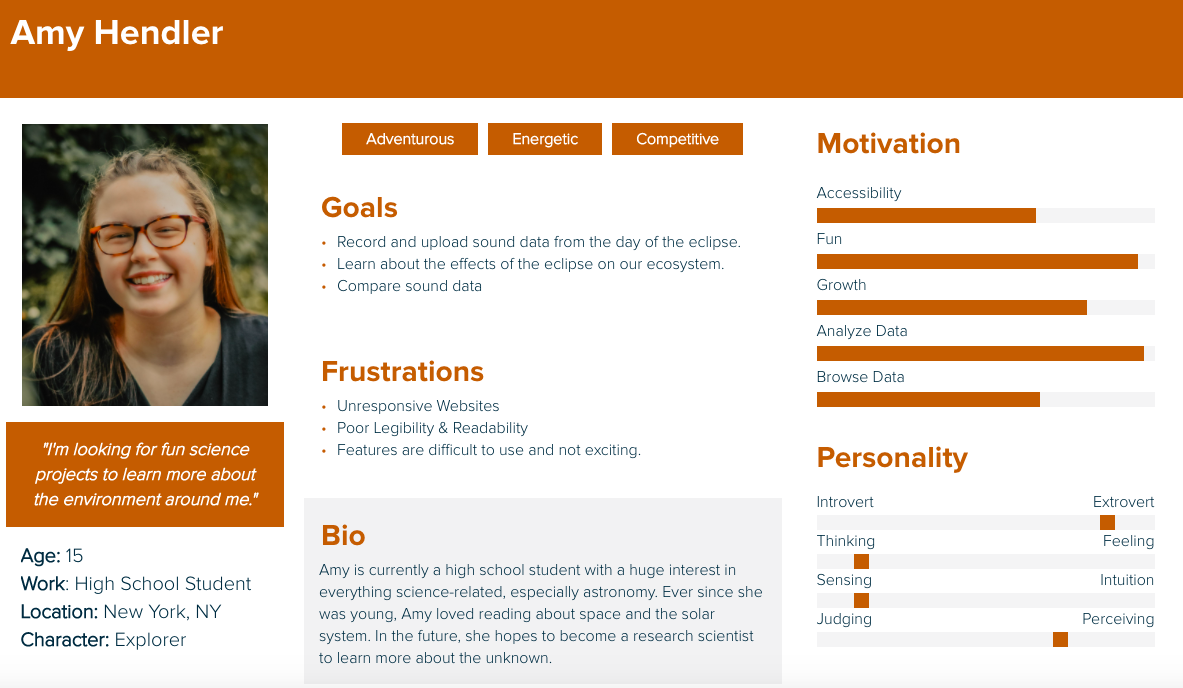 Amy Hendler
"I'm looking for fun science
projects to learn more about
the environment around me."
Age: 15
Work: High School Student
Location: New York, NY
Character: Explorer
Adventurous Energetic Competitive
Goals
• Record and upload sound data from the day of the eclipse.
• Learn about the effects of the eclipse on our ecosystem.
• Compare sound data
Frustrations
• Unresponsive Websites
• Poor Legibility & Readability
• Features are difficult to use and not exciting.
Bio
Amy is currently a high school student with a huge interest in
everything science-related, especially astronomy. Ever since she
was young, Amy loved reading about space and the solar
system. In the future, she hopes to become a research scientist
to learn more about the unknown.
Motivation
Accessibility
Fun
Growth
Analyze Data
Browse Data
Personality
Introvert Extrovert
Thinking Feeling
Sensing Intuition
Judging Perceiving